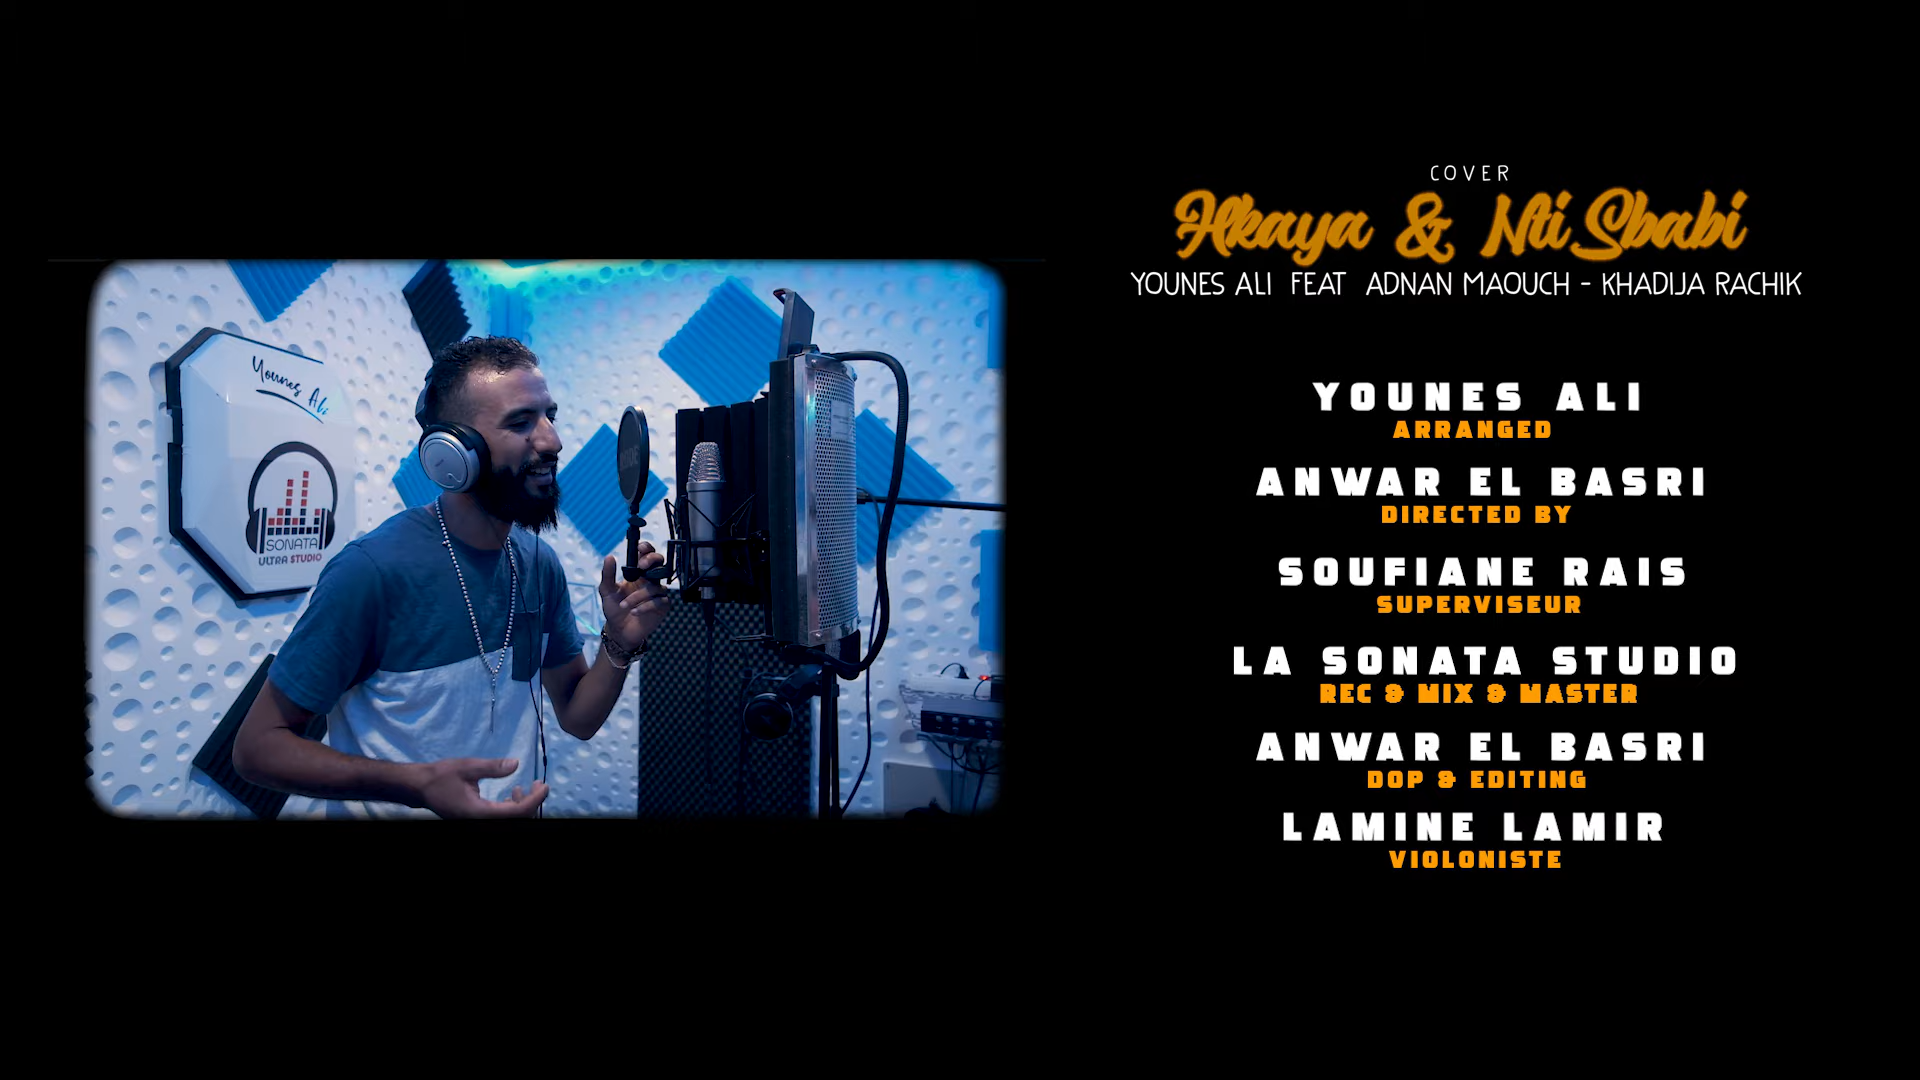 COVER
Hkaya & Nti Sbabi
YOUNES ALI FEAT ADNAN MAOUCH - KHADIJA RACHIK
YOUNES ALI
ARRANGED
ANWAR EL BASRI
DIRECTED BY
SOUFIANE RAIS
SUPERVISEUR
LA SONATA STUDIO
REC & MIX & MASTER
ANWAR EL BASRI
DOP & EDITING
LAMINE LAMIR
VIOLONISTE
Younes Ali
SONATA
ULTRA STUDIO